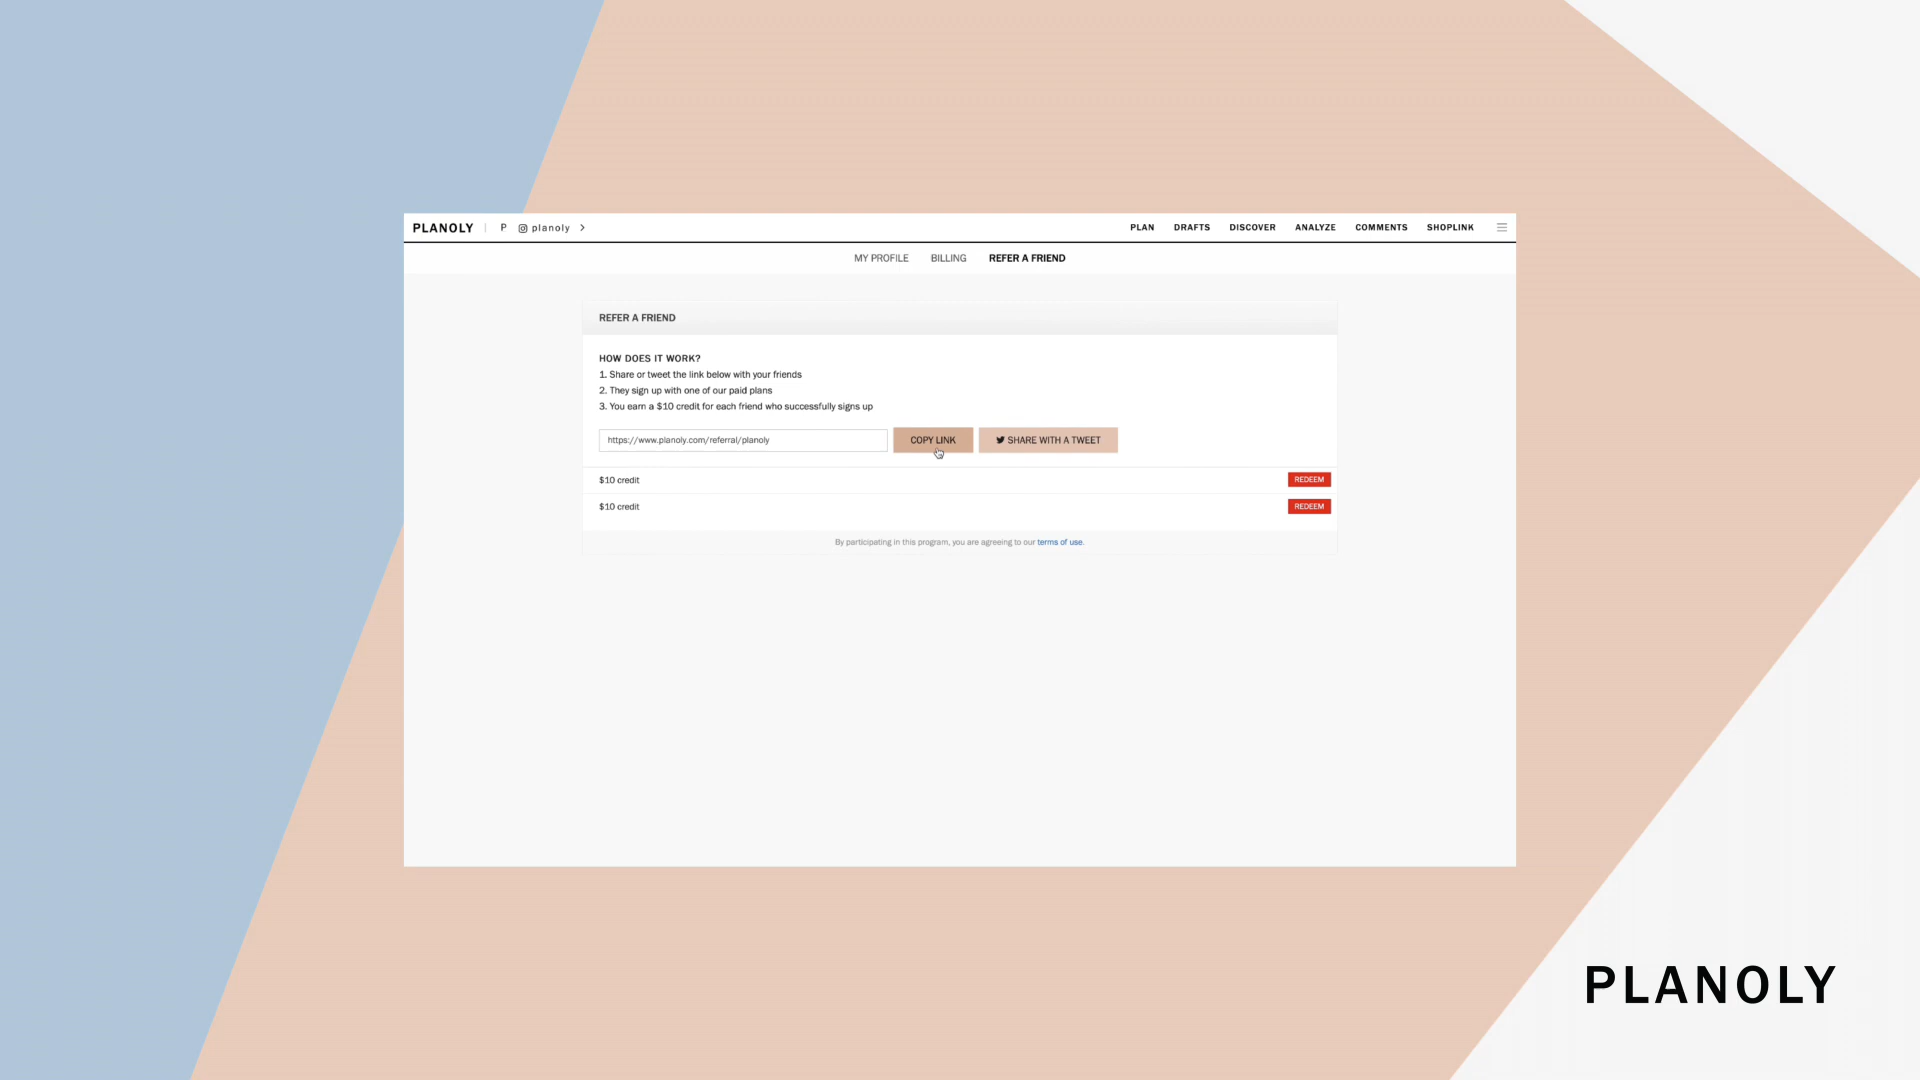 PLANOLY | P planoly > PLAN DRAFTS DISCOVER ANALYZE COMMENTS SHOPLINK
MY PROFILE BILLING REFER A FRIEND
REFER A FRIEND
HOW DOES IT WORK?
1. Share or tweet the link below with your friends
2. They sign up with one of our paid plans
3. You earn a $10 credit for each friend who successfully signs up
https://www.planoly.com/referral/planoly COPY LINK SHARE WITH A TWEET
$10 credit REDEEM
$10 credit REDEEM
By participating in this program, you are agreeing to our terms of use.
PLANOLY